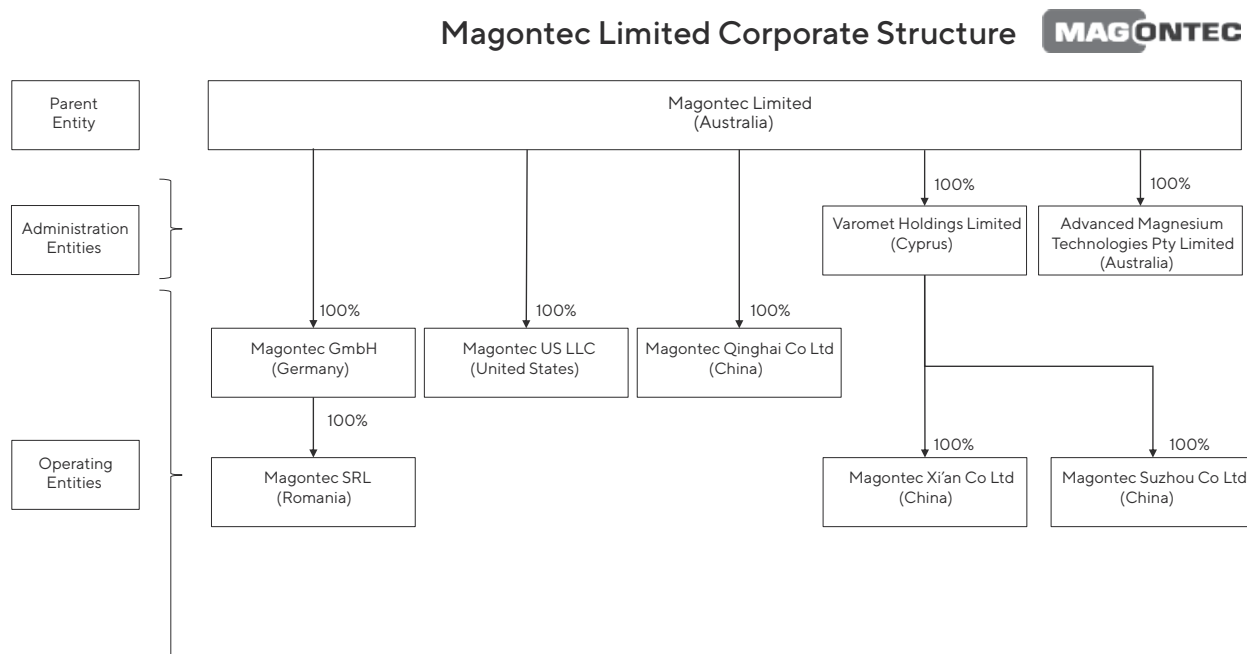 Magontec Limited Corporate Structure
MAGONTEC
Parent
Entity
Magontec Limited
(Australia)
100%
100%
Administration
Entities
Varomet Holdings Limited
(Cyprus)
Advanced Magnesium
Technologies Pty Limited
(Australia)
100%
100%
100%
Magontec GmbH
(Germany)
Magontec US LLC
(United States)
Magontec Qinghai Co Ltd
(China)
100%
100%
100%
Operating
Entities
Magontec SRL
(Romania)
Magontec Xi’an Co Ltd
(China)
Magontec Suzhou Co Ltd
(China)